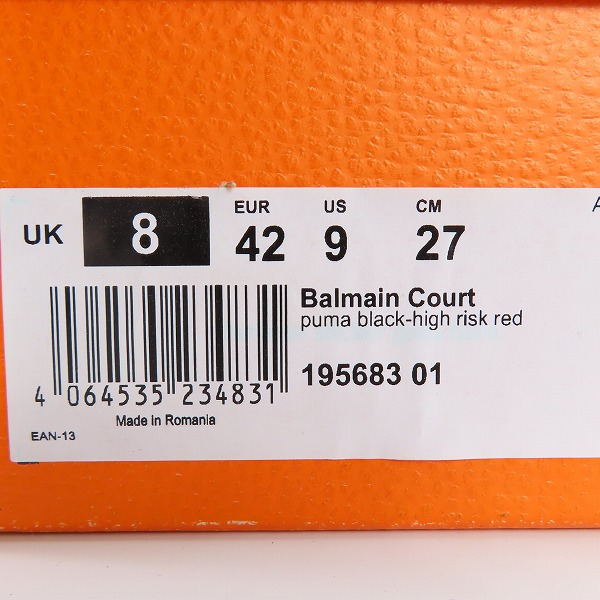 EUR US CM A
UK 8 42 9 27
Balmain Court
puma black-high risk red
195683 01
4 064535 234831
Made in Romania
EAN-13